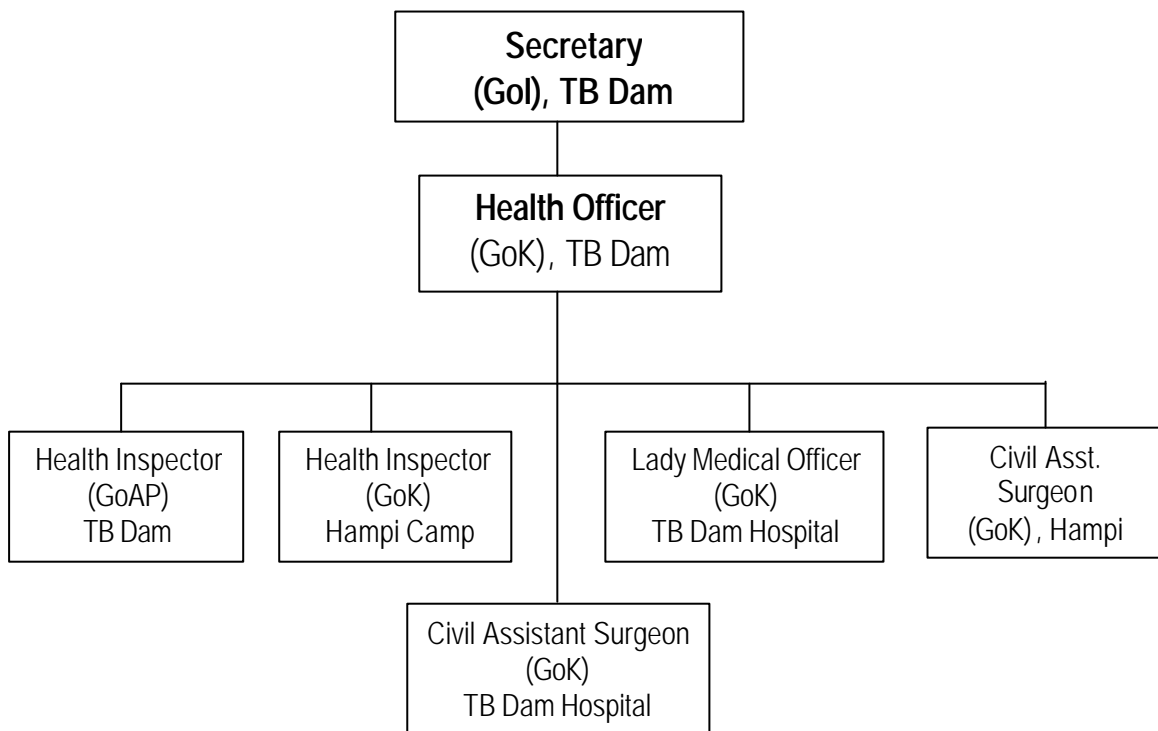 Secretary
(GoI), TB Dam
Health Officer
(GoK), TB Dam
Health Inspector
(GoAP)
TB Dam
Health Inspector
(GoK)
Hampi Camp
Lady Medical Officer
(GoK)
TB Dam Hospital
Civil Asst.
Surgeon
(GoK), Hampi
Civil Assistant Surgeon
(GoK)
TB Dam Hospital